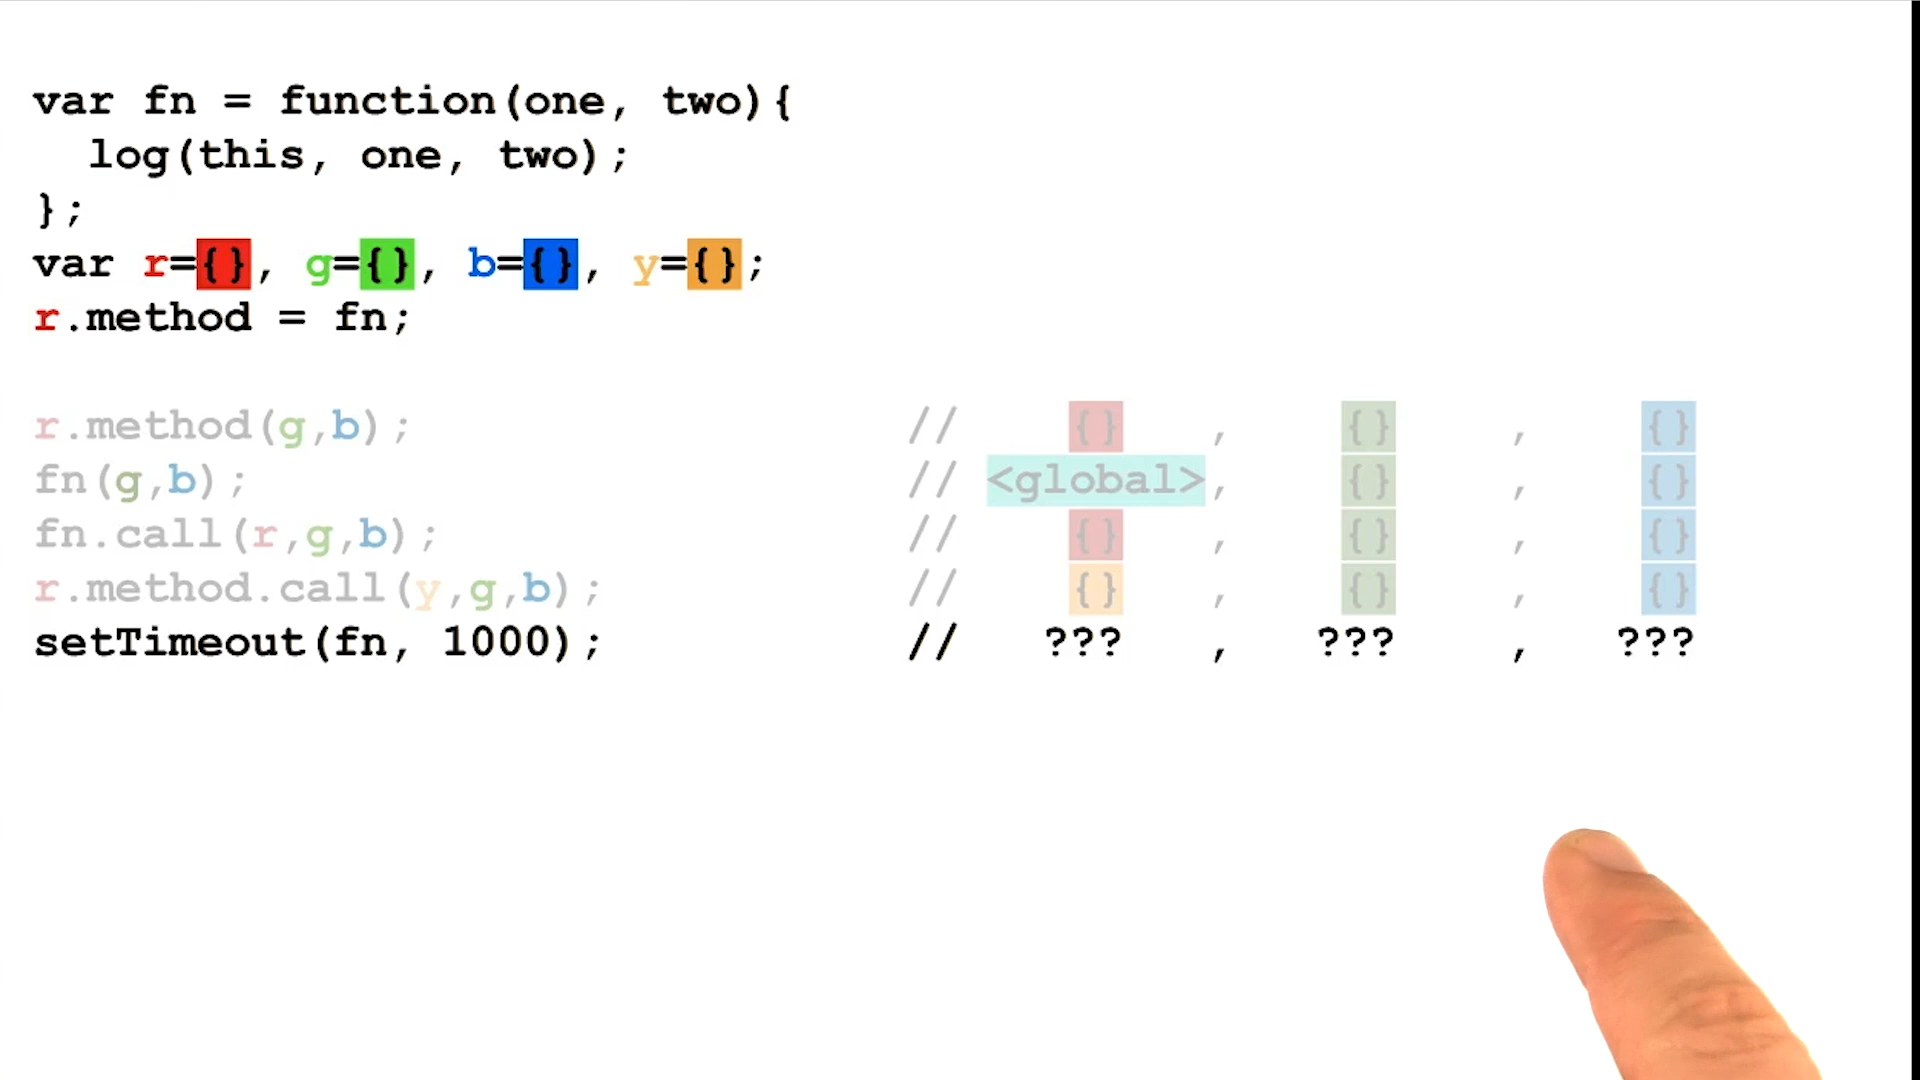 var fn = function(one, two){
log(this, one, two);
};
var r={}, g={}, b={}, y={};
r.method = fn;
r.method(g,b); // {} , {} , {}
fn(g,b); // <global>, {} , {}
fn.call(r,g,b); // {} , {} , {}
r.method.call(y,g,b); // {} , {} , {}
setTimeout(fn, 1000); // ??? , ??? , ???